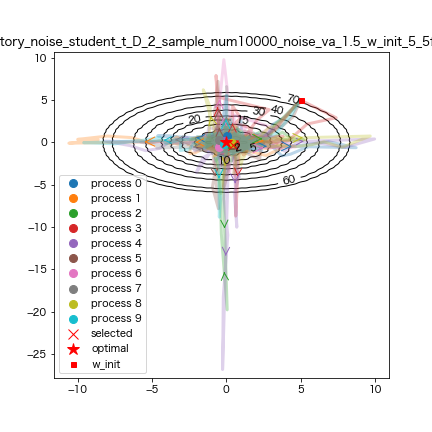 tory_noise_student_t_D_2_sample_num10000_noise_va_1.5_w_init_5_5
10
5
0
−5
−10
−15
−20
−25
−10
−5
0
5
10
70
40
30
20
15
10
5
60
process 0
process 1
process 2
process 3
process 4
process 5
process 6
process 7
process 8
process 9
selected
optimal
w_init